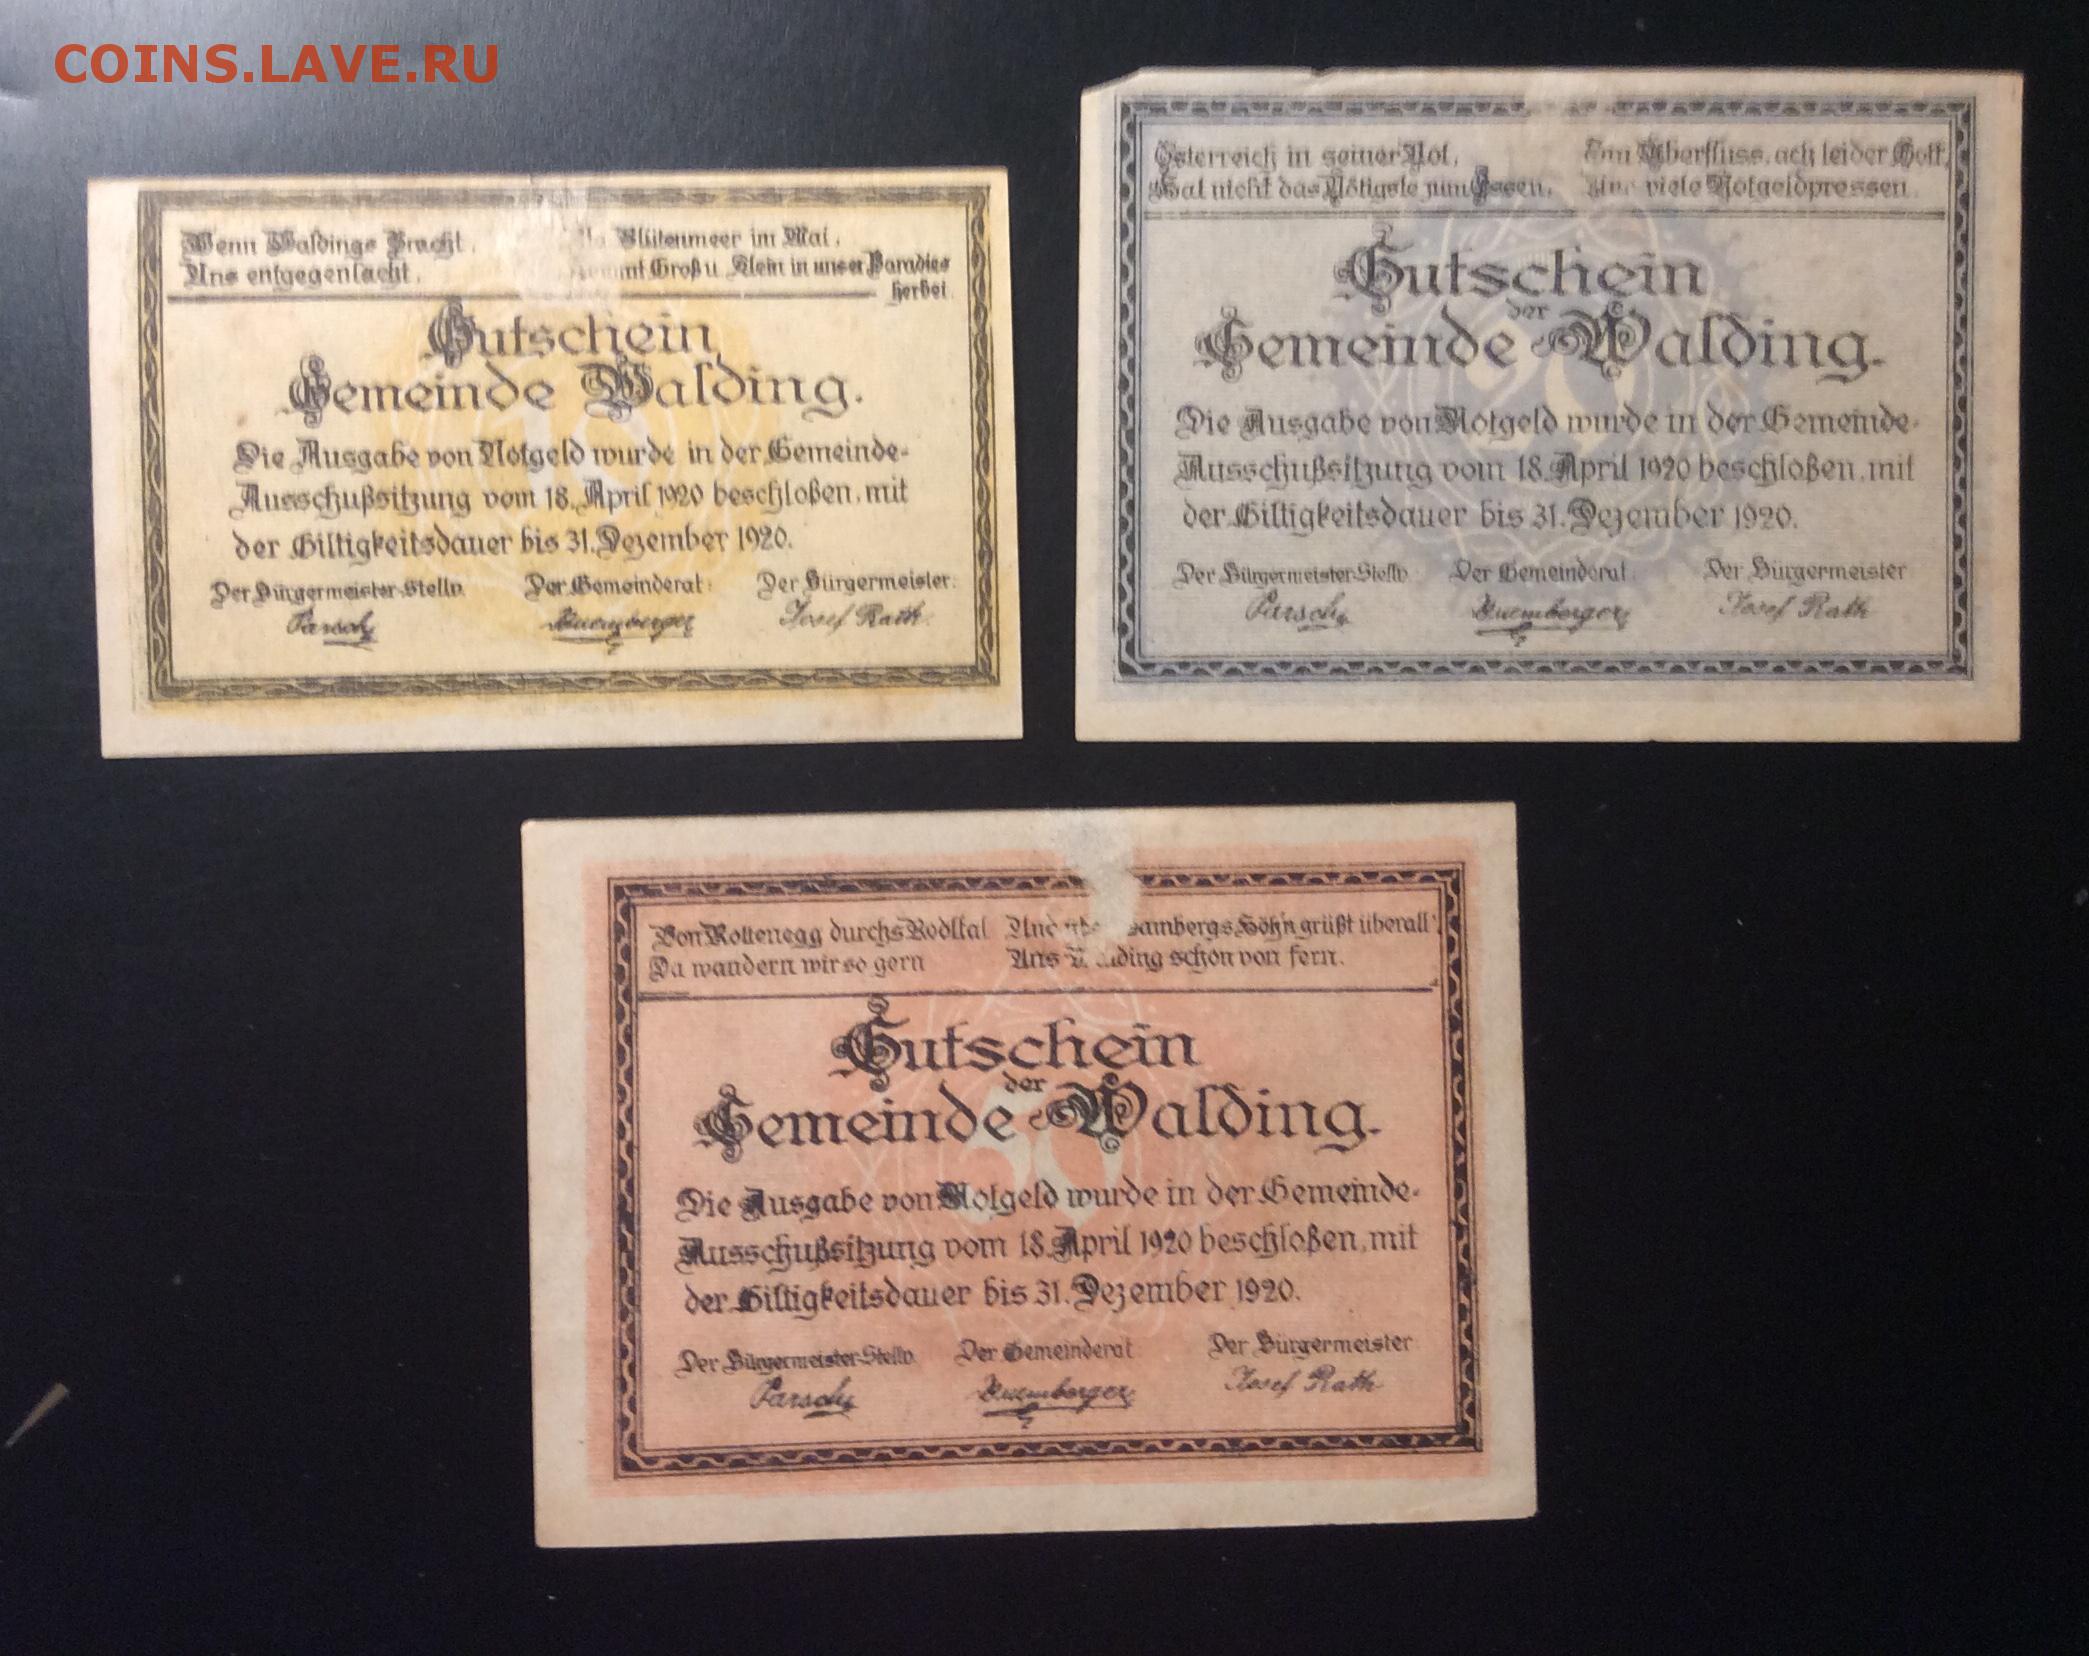 COINS.LAVE.RU
Wenn Waldings Pracht,
Uns entgegenlacht,
Blütenmeer im Mai,
Groß u. Klein in unser Paradies
herbei.
Gutschein
Gemeinde Walding.
Die Ausgabe von Notgeld wurde in der Gemeinde-
Ausschußsitzung vom 18. April 1920 beschloßen, mit
der Giltigkeitsdauer bis 31. Dezember 1920.
Der Bürgermeister-Stellv. Der Gemeinderat: Der Bürgermeister:
Parsch Josef Rath
Österreich in seiner Not,
Hat nicht das Nötigste zum Essen,
Überfluss, ach leider Gott,
viele Notgeldpressen.
Gutschein
der
Gemeinde Walding.
20
Die Ausgabe von Notgeld wurde in der Gemeinde-
Ausschußsitzung vom 18. April 1920 beschloßen, mit
der Giltigkeitsdauer bis 31. Dezember 1920.
Der Bürgermeister-Stellv. Der Gemeinderat: Der Bürgermeister
Parsch Josef Rath
Von Rottenegg durchs Rodltal
Da wandern wir so gern
Höh'n grüßt überall
Uns schon von fern.
Gutschein
der
Gemeinde Walding.
50
Die Ausgabe von Notgeld wurde in der Gemeinde-
Ausschußsitzung vom 18. April 1920 beschloßen, mit
der Giltigkeitsdauer bis 31. Dezember 1920.
Der Bürgermeister-Stellv. Der Gemeinderat: Der Bürgermeister:
Parsch Josef Rath